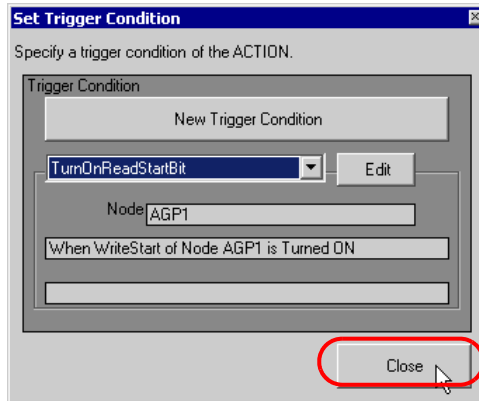 Set Trigger Condition
Specify a trigger condition of the ACTION.
Trigger Condition
New Trigger Condition
TurnOnReadStartBit
Edit
Node AGP1
When WriteStart of Node AGP1 is Turned ON
Close